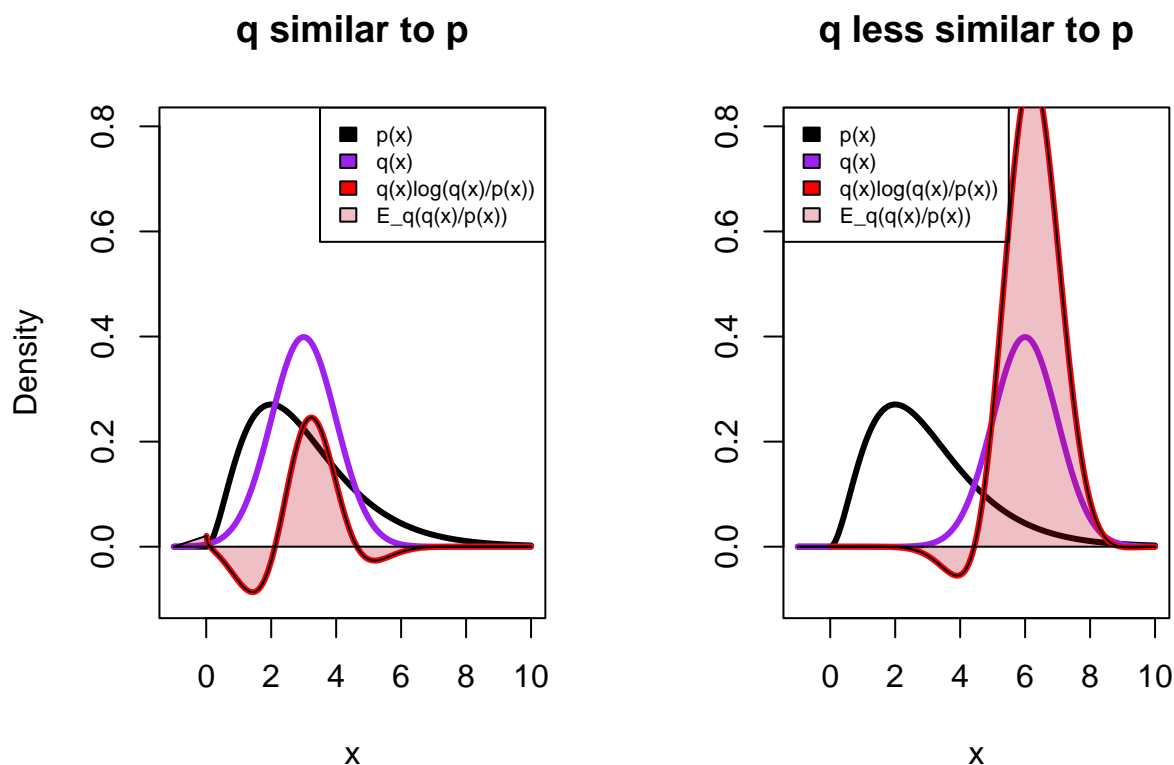 q similar to p
Density
0.0 0.2 0.4 0.6 0.8
p(x)
q(x)
q(x)log(q(x)/p(x))
E_q(q(x)/p(x))
0 2 4 6 8 10
x
q less similar to p
0.0 0.2 0.4 0.6 0.8
p(x)
q(x)
q(x)log(q(x)/p(x))
E_q(q(x)/p(x))
0 2 4 6 8 10
x